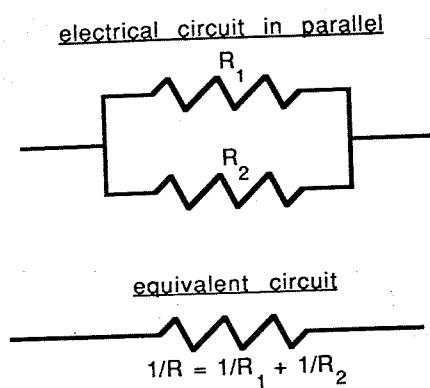 electrical circuit in parallel
R₁
R₂
equivalent circuit
1/R = 1/R₁ + 1/R₂